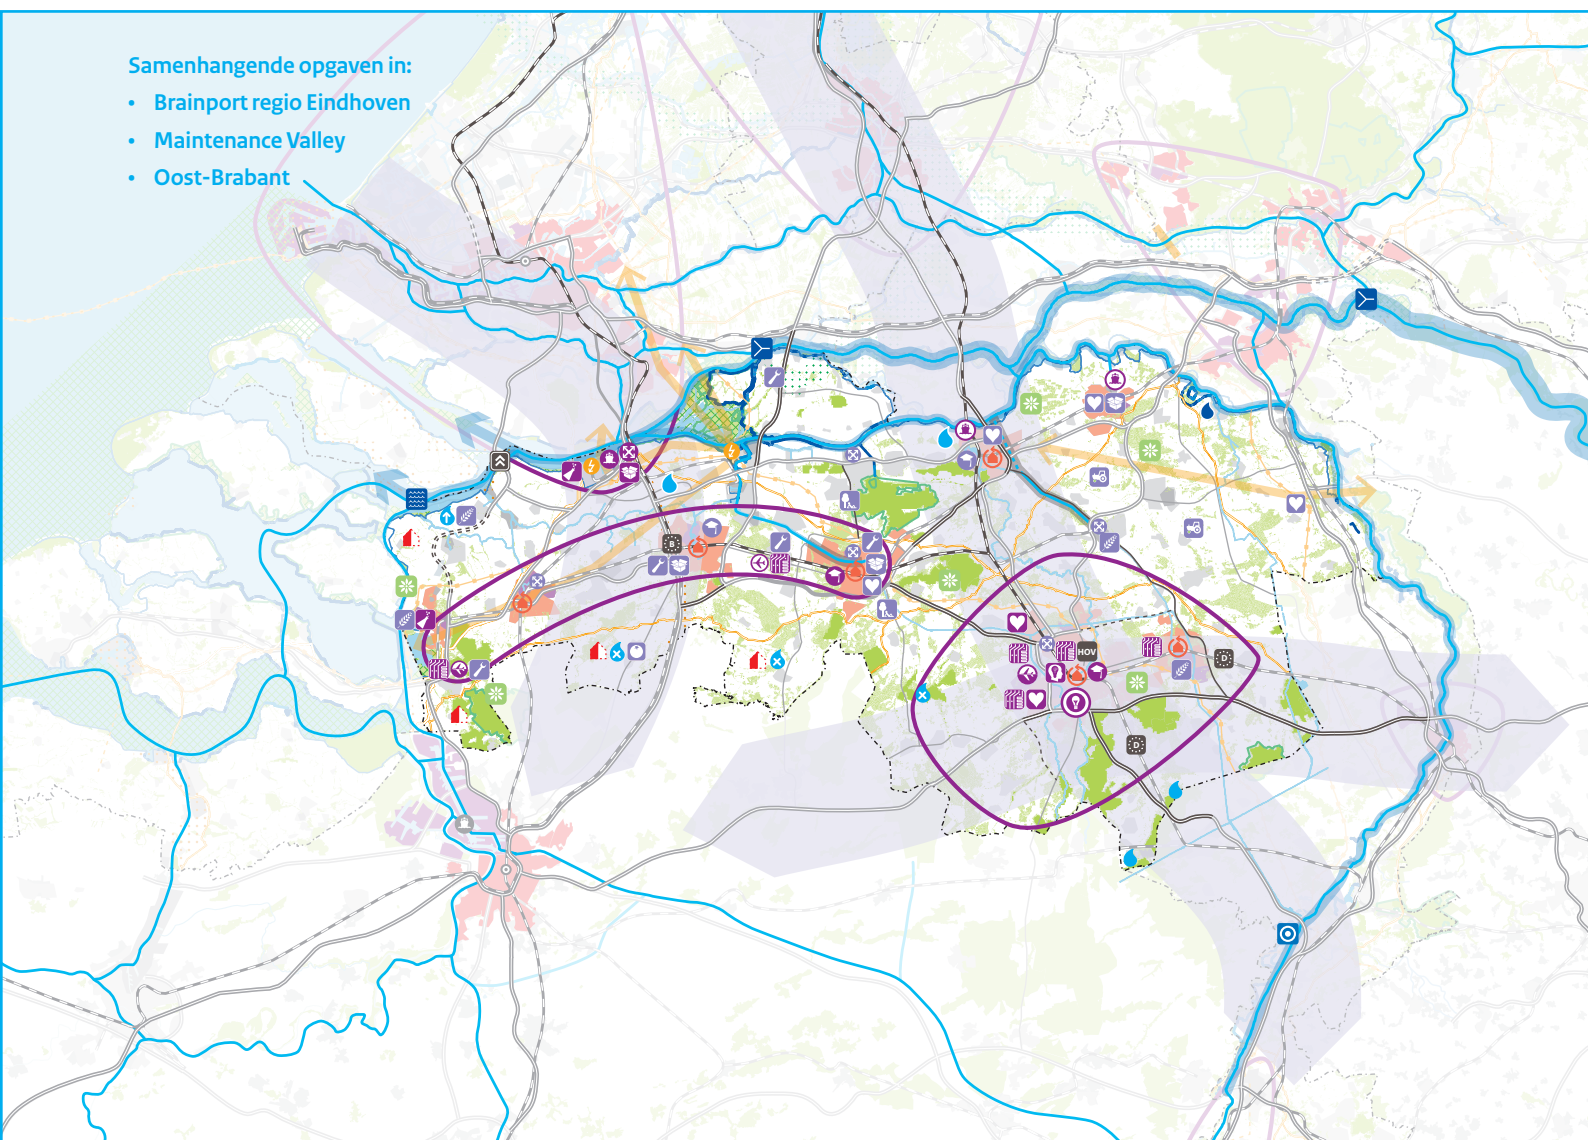 Samenhangende opgaven in:
• Brainport regio Eindhoven
• Maintenance Valley
• Oost-Brabant
B
HOV
D
D